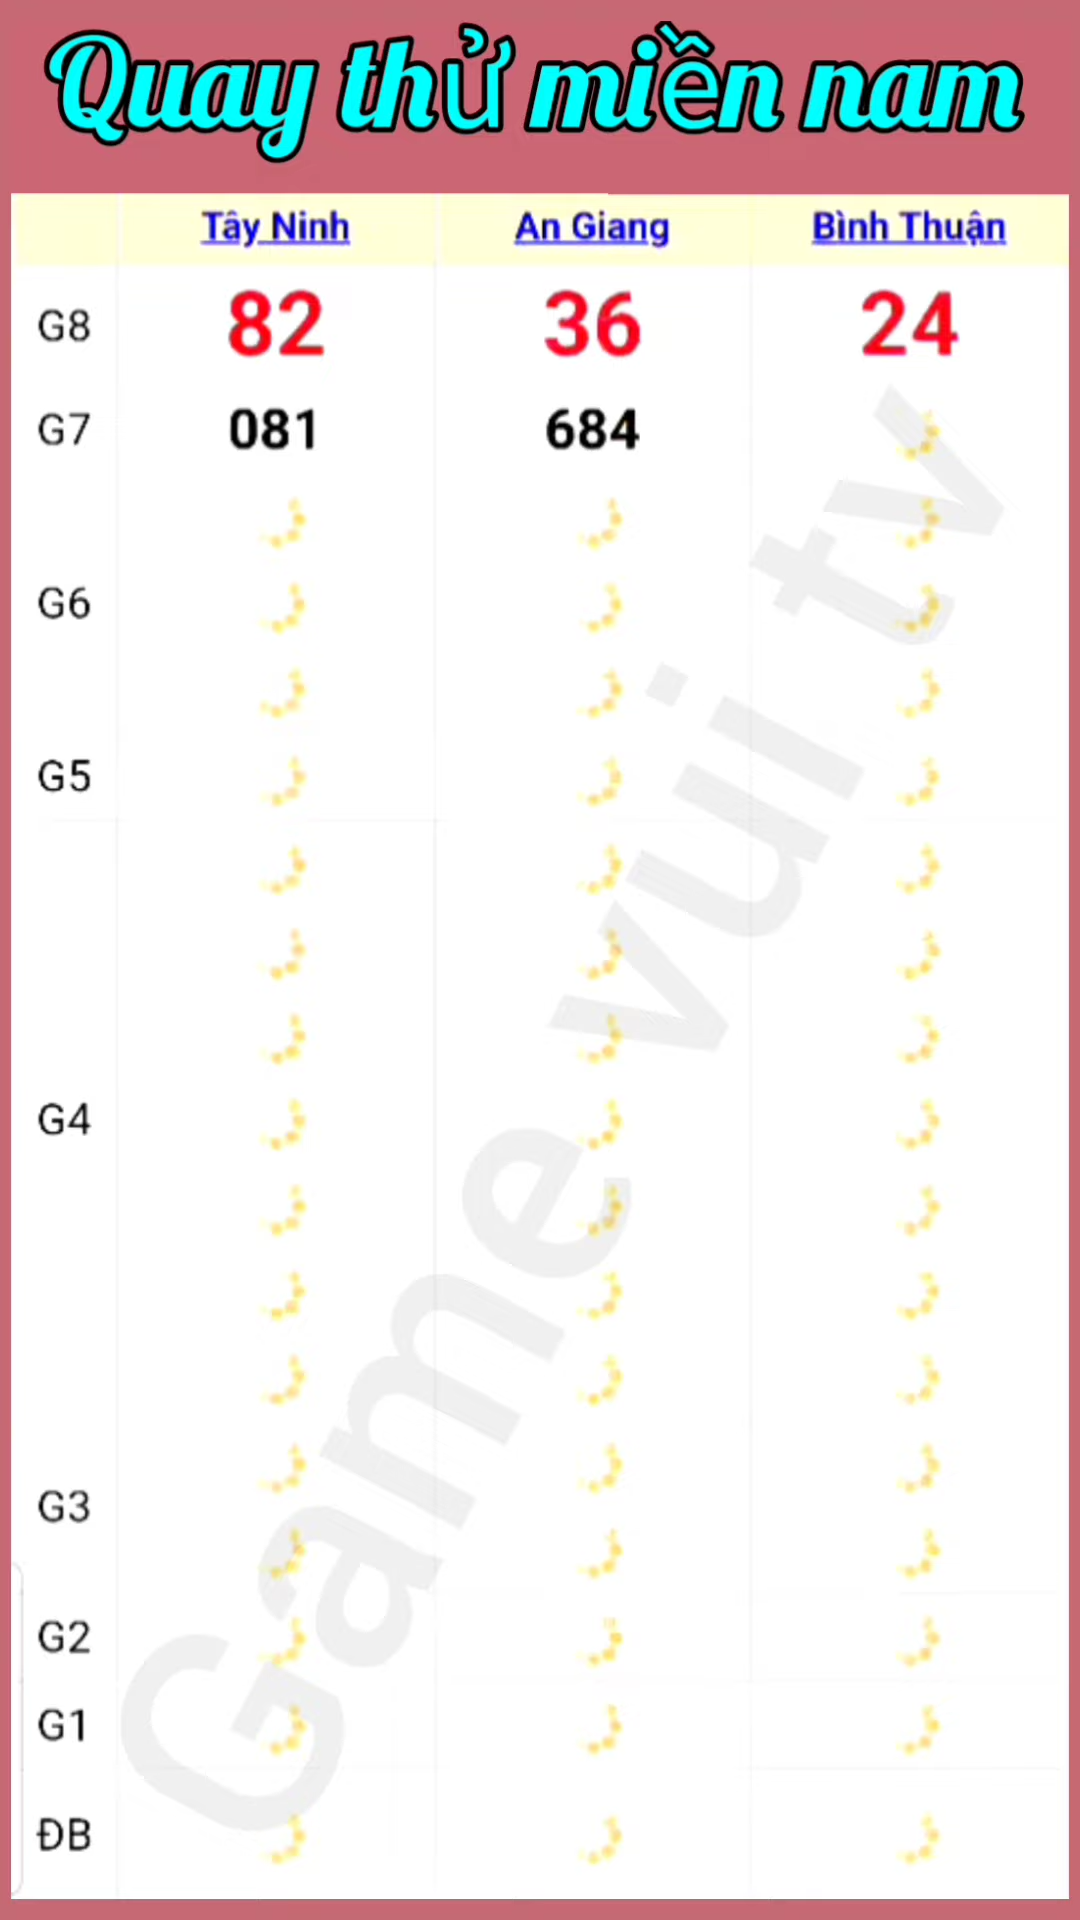 Quay thử miền nam
Tây Ninh An Giang Bình Thuận
G8 82 36 24
G7 081 684
G6
G5
G4
G3
G2
G1
ĐB
Game vui tv